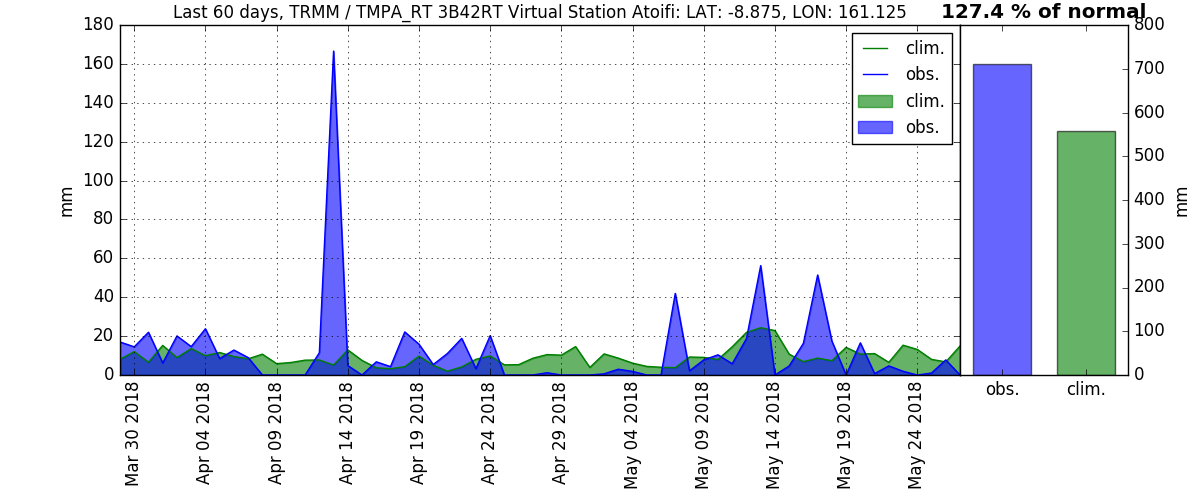 Last 60 days, TRMM / TMPA_RT 3B42RT Virtual Station Atoifi: LAT: -8.875, LON: 161.125
127.4 % of normal
180
160
140
120
100
80
60
40
20
0
mm
clim.
obs.
clim.
obs.
800
700
600
500
400
300
200
100
0
mm
Mar 30 2018
Apr 04 2018
Apr 09 2018
Apr 14 2018
Apr 19 2018
Apr 24 2018
Apr 29 2018
May 04 2018
May 09 2018
May 14 2018
May 19 2018
May 24 2018
obs.
clim.